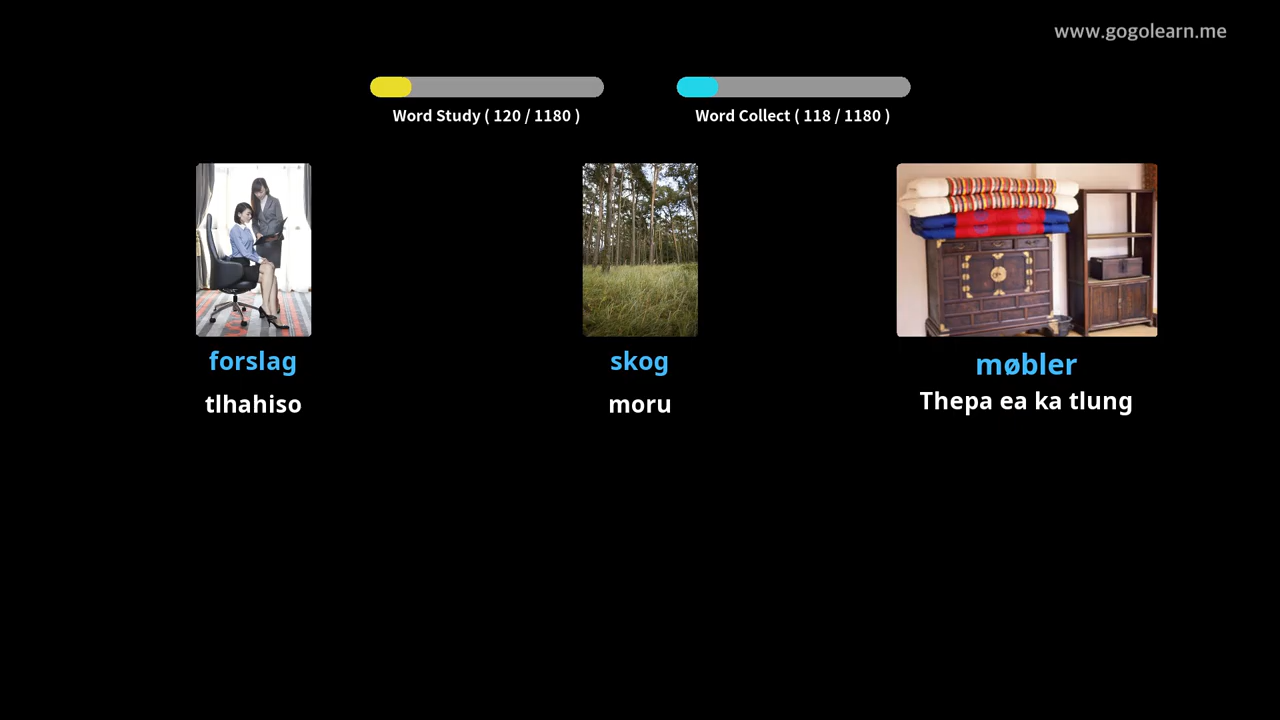 www.gogolearn.me
Word Study ( 120 / 1180 )
Word Collect ( 118 / 1180 )
forslag
skog
møbler
tlhahiso
moru
Thepa ea ka tlung